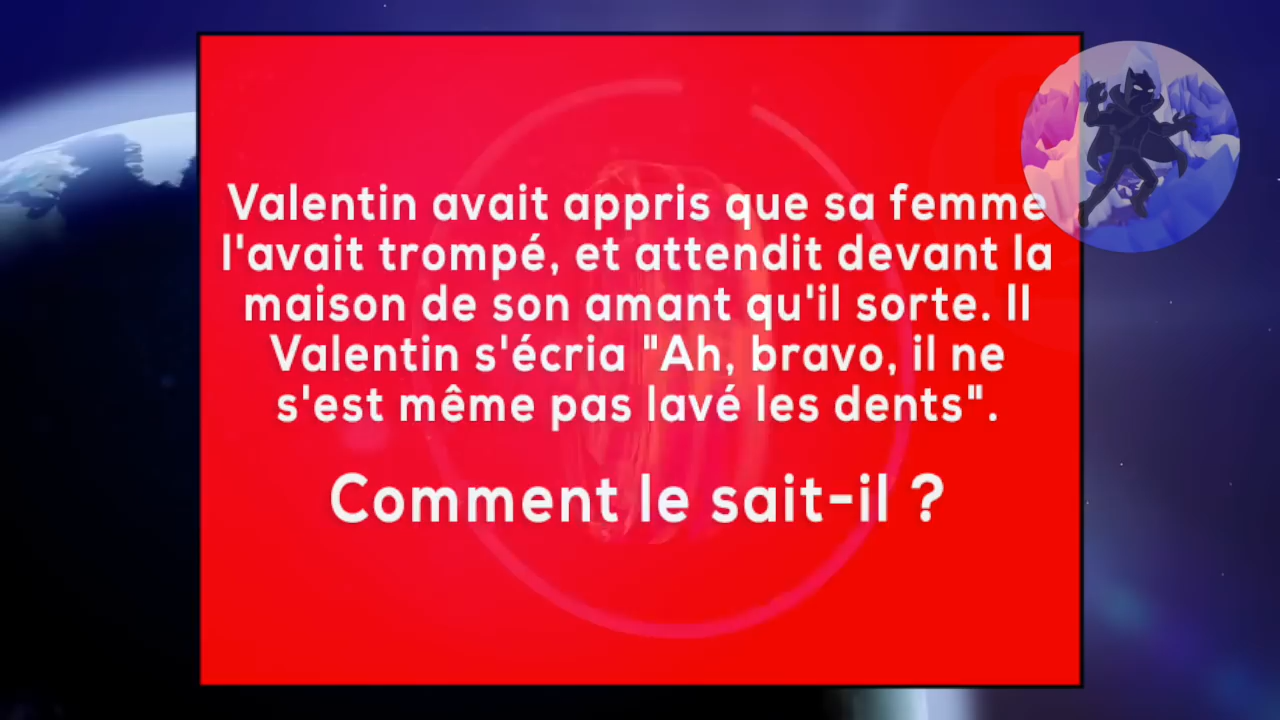 Valentin avait appris que sa femme
l'avait trompé, et attendit devant la
maison de son amant qu'il sorte. Il
Valentin s'écria "Ah, bravo, il ne
s'est même pas lavé les dents".
Comment le sait-il ?